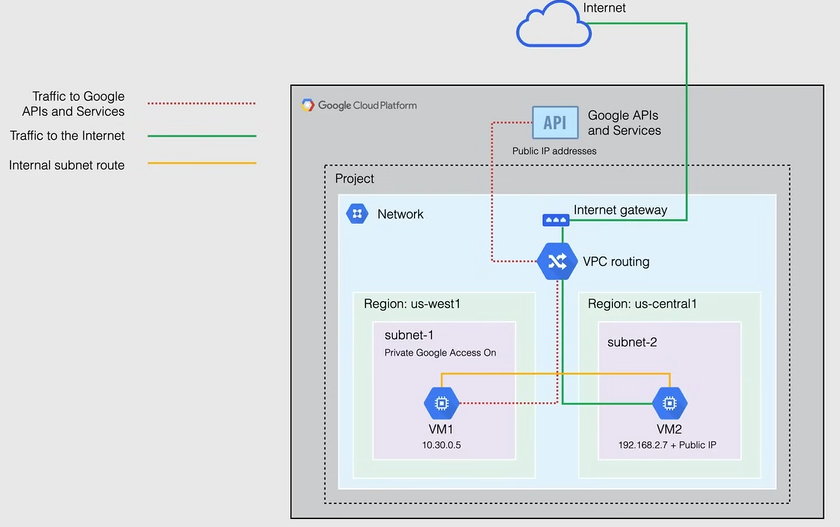 Internet
Traffic to Google
APIs and Services
Traffic to the Internet
Internal subnet route
Google Cloud Platform
API
Google APIs
and Services
Public IP addresses
Project
Network
Internet gateway
VPC routing
Region: us-west1
subnet-1
Private Google Access On
VM1
10.30.0.5
Region: us-central1
subnet-2
VM2
192.168.2.7 + Public IP